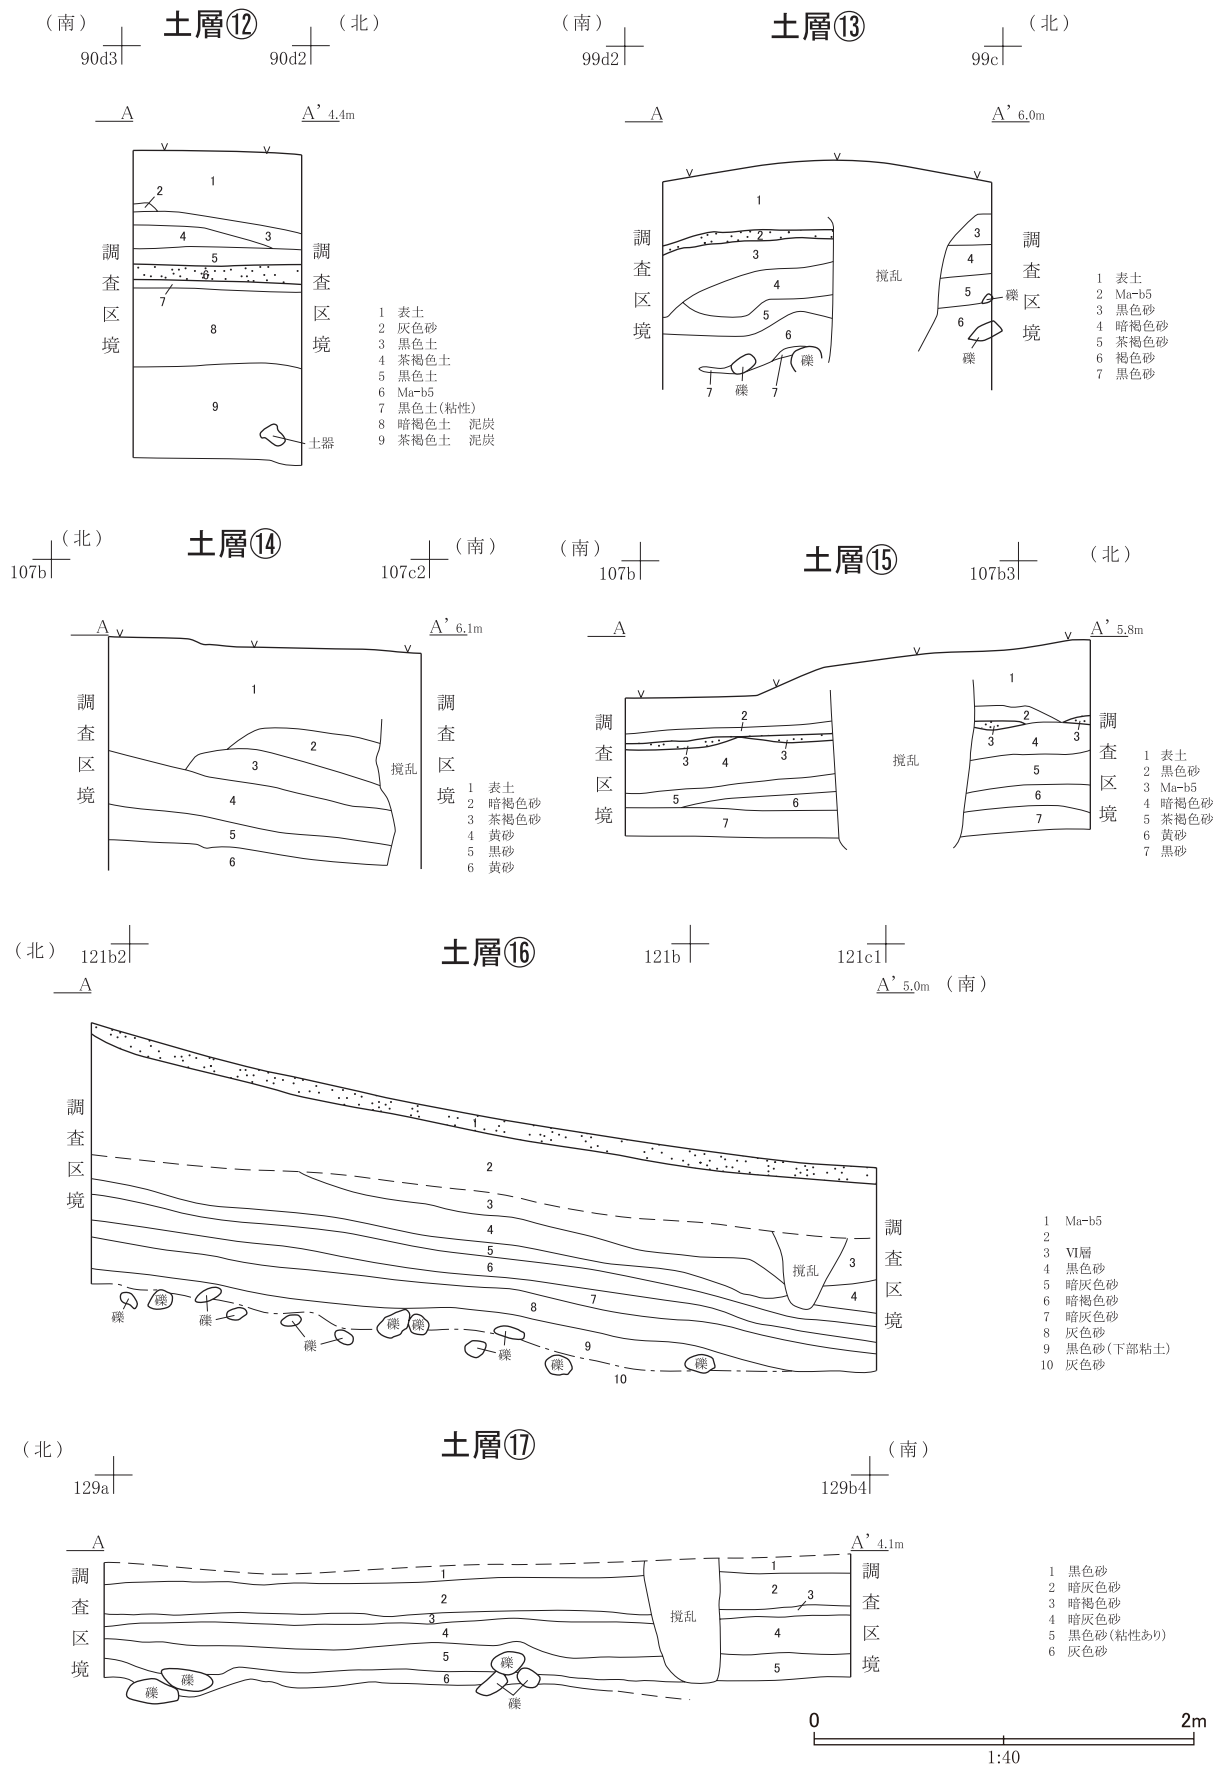 土層⑫
(南) (北)
90d3 90d2
A A' 4.4m
調査区境 調査区境
1
2
4 3
5
6
7
8
9
土器
1 表土
2 灰色砂
3 黒色土
4 茶褐色土
5 黒色土
6 Ma-b5
7 黒色土(粘性)
8 暗褐色土 泥炭
9 茶褐色土 泥炭
土層⑬
(南) (北)
99d2 99c
A A' 6.0m
調査区境 調査区境
1
2
3 3
4 撹乱 4
5 5 礫
6 6
礫 礫
7 礫 7
1 表土
2 Ma-b5
3 黒色砂
4 暗褐色砂
5 茶褐色砂
6 褐色砂
7 黒色砂
土層⑭
(北) (南)
107b 107c2
A A' 6.1m
調査区境 調査区境
1
2
3 撹乱
4
5
6
1 表土
2 暗褐色砂
3 茶褐色砂
4 黄砂
5 黒砂
6 黄砂
土層⑮
(南) (北)
107b 107b3
A A' 5.8m
調査区境 調査区境
1
2 2
3 4 3 撹乱 3 4 3
5 6 5
7 6
7
1 表土
2 黒色砂
3 Ma-b5
4 暗褐色砂
5 茶褐色砂
6 黄砂
7 黒砂
土層⑯
(北) (南)
121b2 121b 121c1
A A' 5.0m
調査区境 調査区境
1
2
3 3
4 撹乱 4
5
6
7
8
9
10
礫 礫 礫 礫 礫 礫 礫 礫 礫
1 Ma-b5
2
3 Ⅵ層
4 黒色砂
5 暗灰色砂
6 暗褐色砂
7 暗灰色砂
8 灰色砂
9 黒色砂(下部粘土)
10 灰色砂
土層⑰
(北) (南)
129a 129b4
A A' 4.1m
調査区境 調査区境
1 1
2 2
3 撹乱 3
4 4
5 5
6
礫 礫 礫 礫
1 黒色砂
2 暗灰色砂
3 暗褐色砂
4 暗灰色砂
5 黒色砂(粘性あり)
6 灰色砂
0 2m
1:40